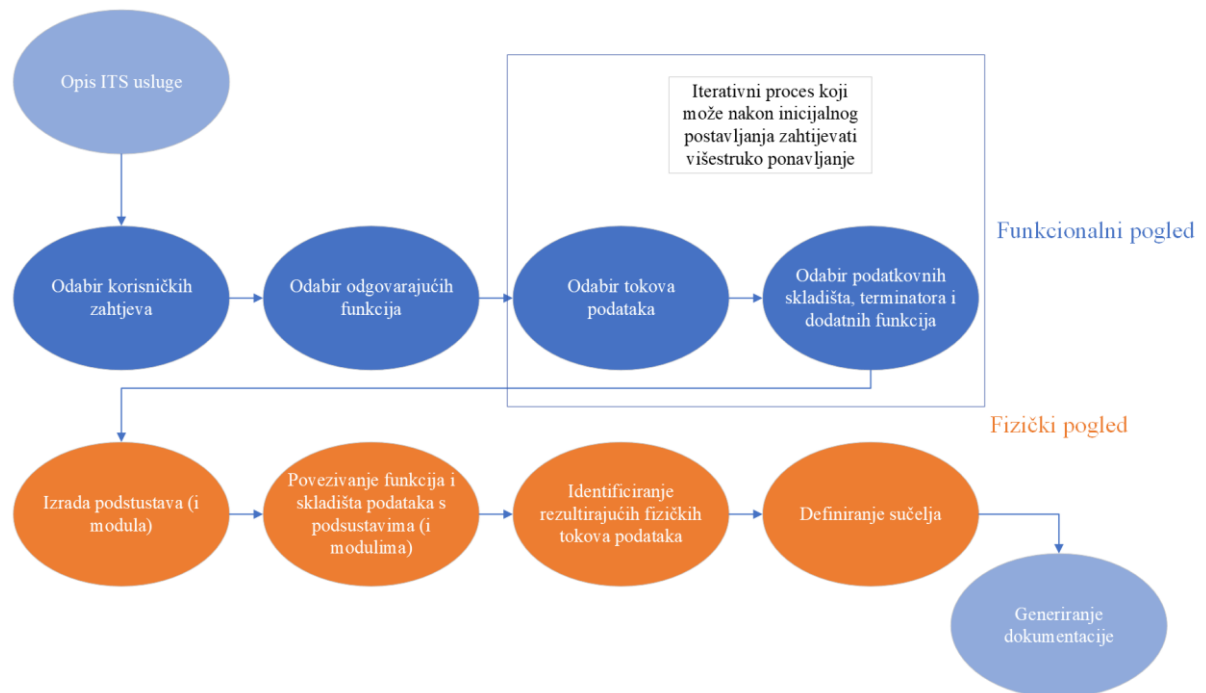 Opis ITS usluge
Iterativni proces koji
može nakon inicijalnog
postavljanja zahtijevati
višestruko ponavljanje
Funkcionalni pogled
Odabir korisničkih
zahtjeva
Odabir odgovarajućih
funkcija
Odabir tokova
podataka
Odabir podatkovnih
skladišta, terminatora i
dodatnih funkcija
Fizički pogled
Izrada podstustava (i
modula)
Povezivanje funkcija i
skladišta podataka s
podsustavima (i
modulima)
Identificiranje
rezultirajućih fizičkih
tokova podataka
Definiranje sučelja
Generiranje
dokumentacije